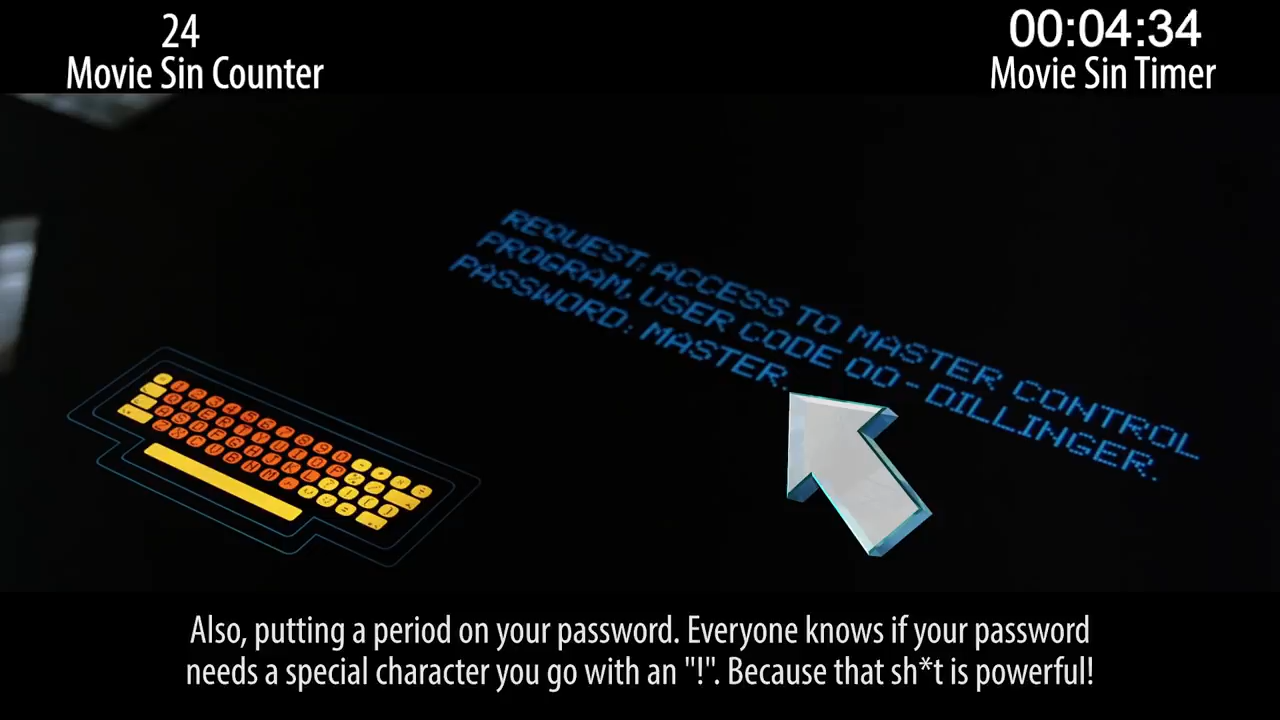 24
Movie Sin Counter
00:04:34
Movie Sin Timer
REQUEST: ACCESS TO MASTER CONTROL
PROGRAM, USER CODE 00-DILLINGER.
PASSWORD: MASTER.
Also, putting a period on your password. Everyone knows if your password
needs a special character you go with an "!". Because that sh*t is powerful!